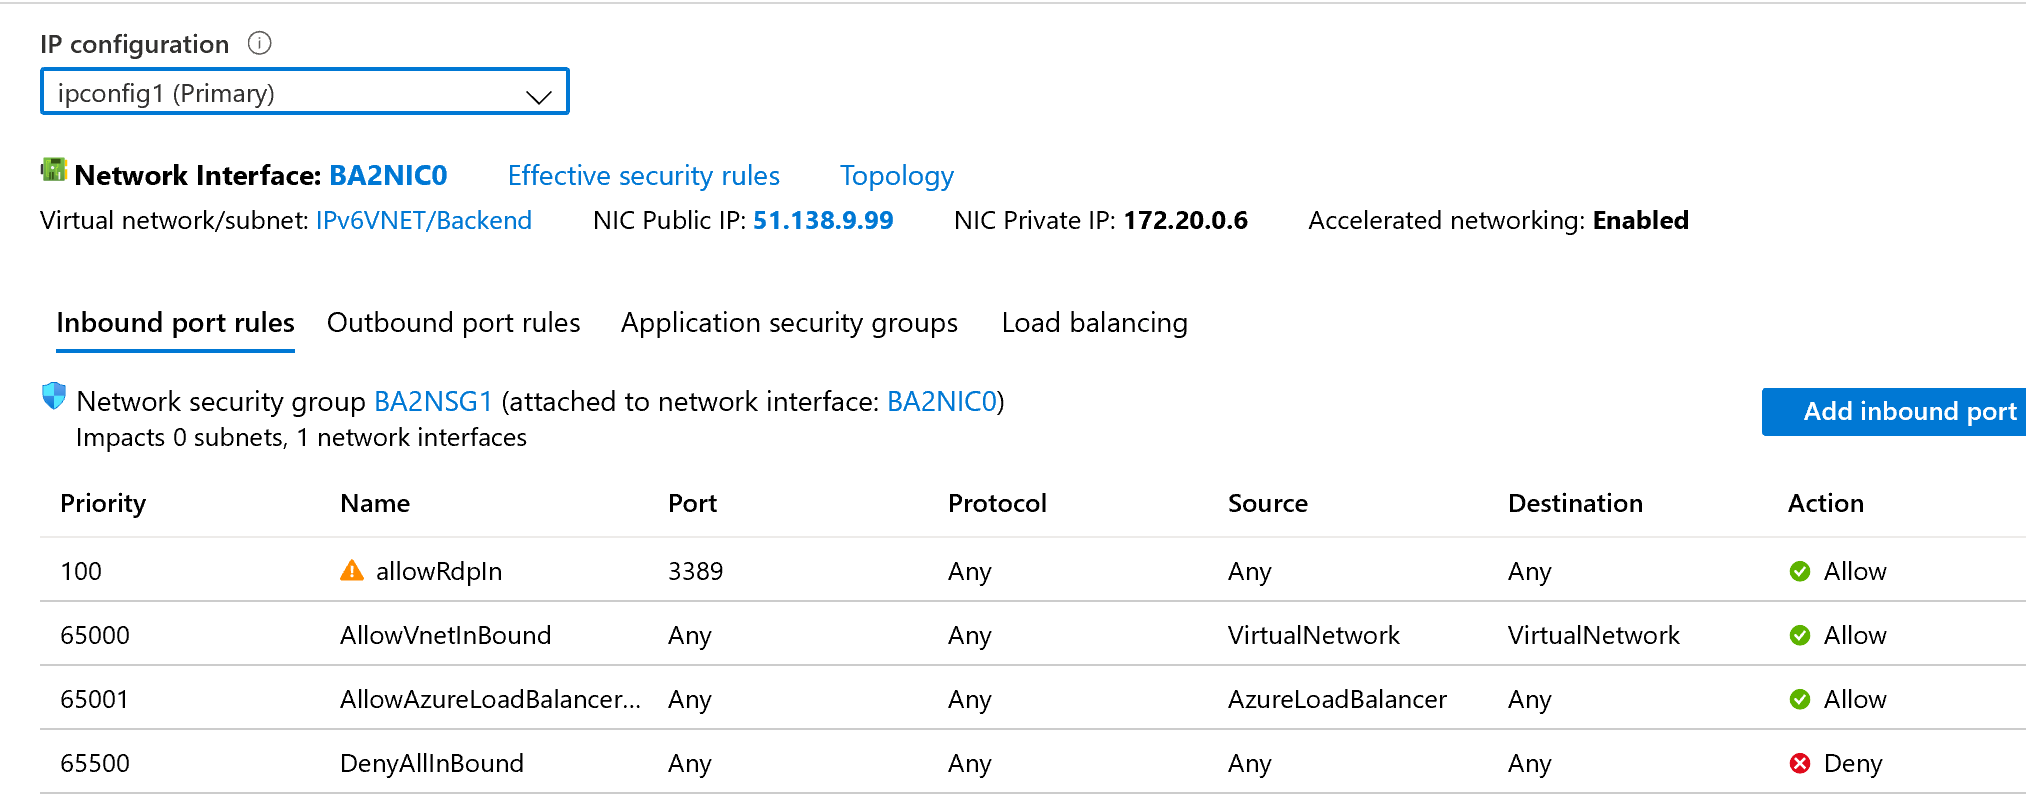 IP configuration
ipconfig1 (Primary)
Network Interface: BA2NIC0 Effective security rules Topology
Virtual network/subnet: IPv6VNET/Backend NIC Public IP: 51.138.9.99 NIC Private IP: 172.20.0.6 Accelerated networking: Enabled
Inbound port rules Outbound port rules Application security groups Load balancing
Network security group BA2NSG1 (attached to network interface: BA2NIC0)
Add inbound port
Impacts 0 subnets, 1 network interfaces
Priority Name Port Protocol Source Destination Action
100 allowRdpIn 3389 Any Any Any Allow
65000 AllowVnetInBound Any Any VirtualNetwork VirtualNetwork Allow
65001 AllowAzureLoadBalancer... Any Any AzureLoadBalancer Any Allow
65500 DenyAllInBound Any Any Any Any Deny